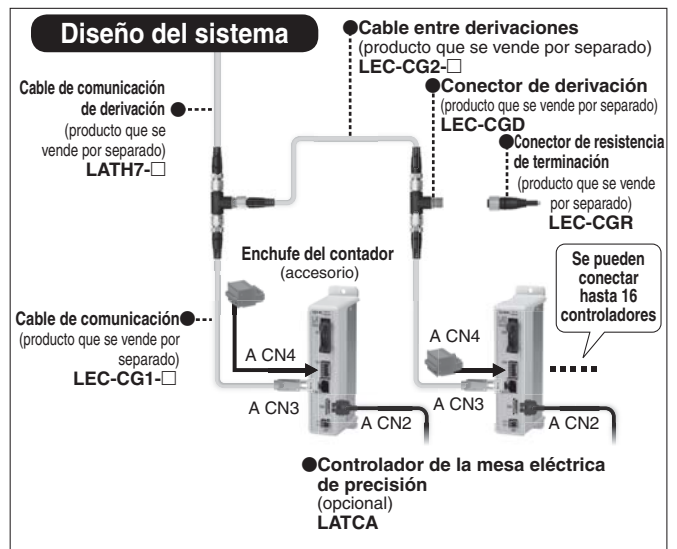 Diseño del sistema
●Cable entre derivaciones
(producto que se vende por separado)
LEC-CG2-□
Cable de comunicación
de derivación ●
(producto que se
vende por separado)
LATH7-□
●Conector de derivación
(producto que se vende por separado)
LEC-CGD
●Conector de resistencia
de terminación
(producto que se vende
por separado)
LEC-CGR
Enchufe del contador
(accesorio)
Se pueden
conectar
hasta 16
controladores
Cable de comunicación●
(producto que se vende por
separado)
LEC-CG1-□
A CN4
A CN3
A CN2
A CN4
A CN3
A CN2
●Controlador de la mesa eléctrica
de precisión
(opcional)
LATCA